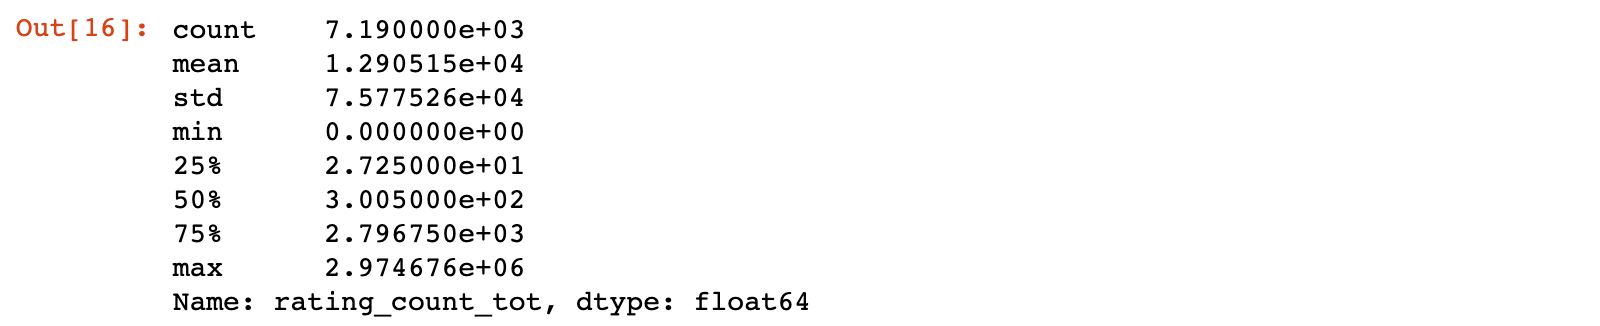 Out[16]: count 7.190000e+03
mean 1.290515e+04
std 7.577526e+04
min 0.000000e+00
25% 2.725000e+01
50% 3.005000e+02
75% 2.796750e+03
max 2.974676e+06
Name: rating_count_tot, dtype: float64